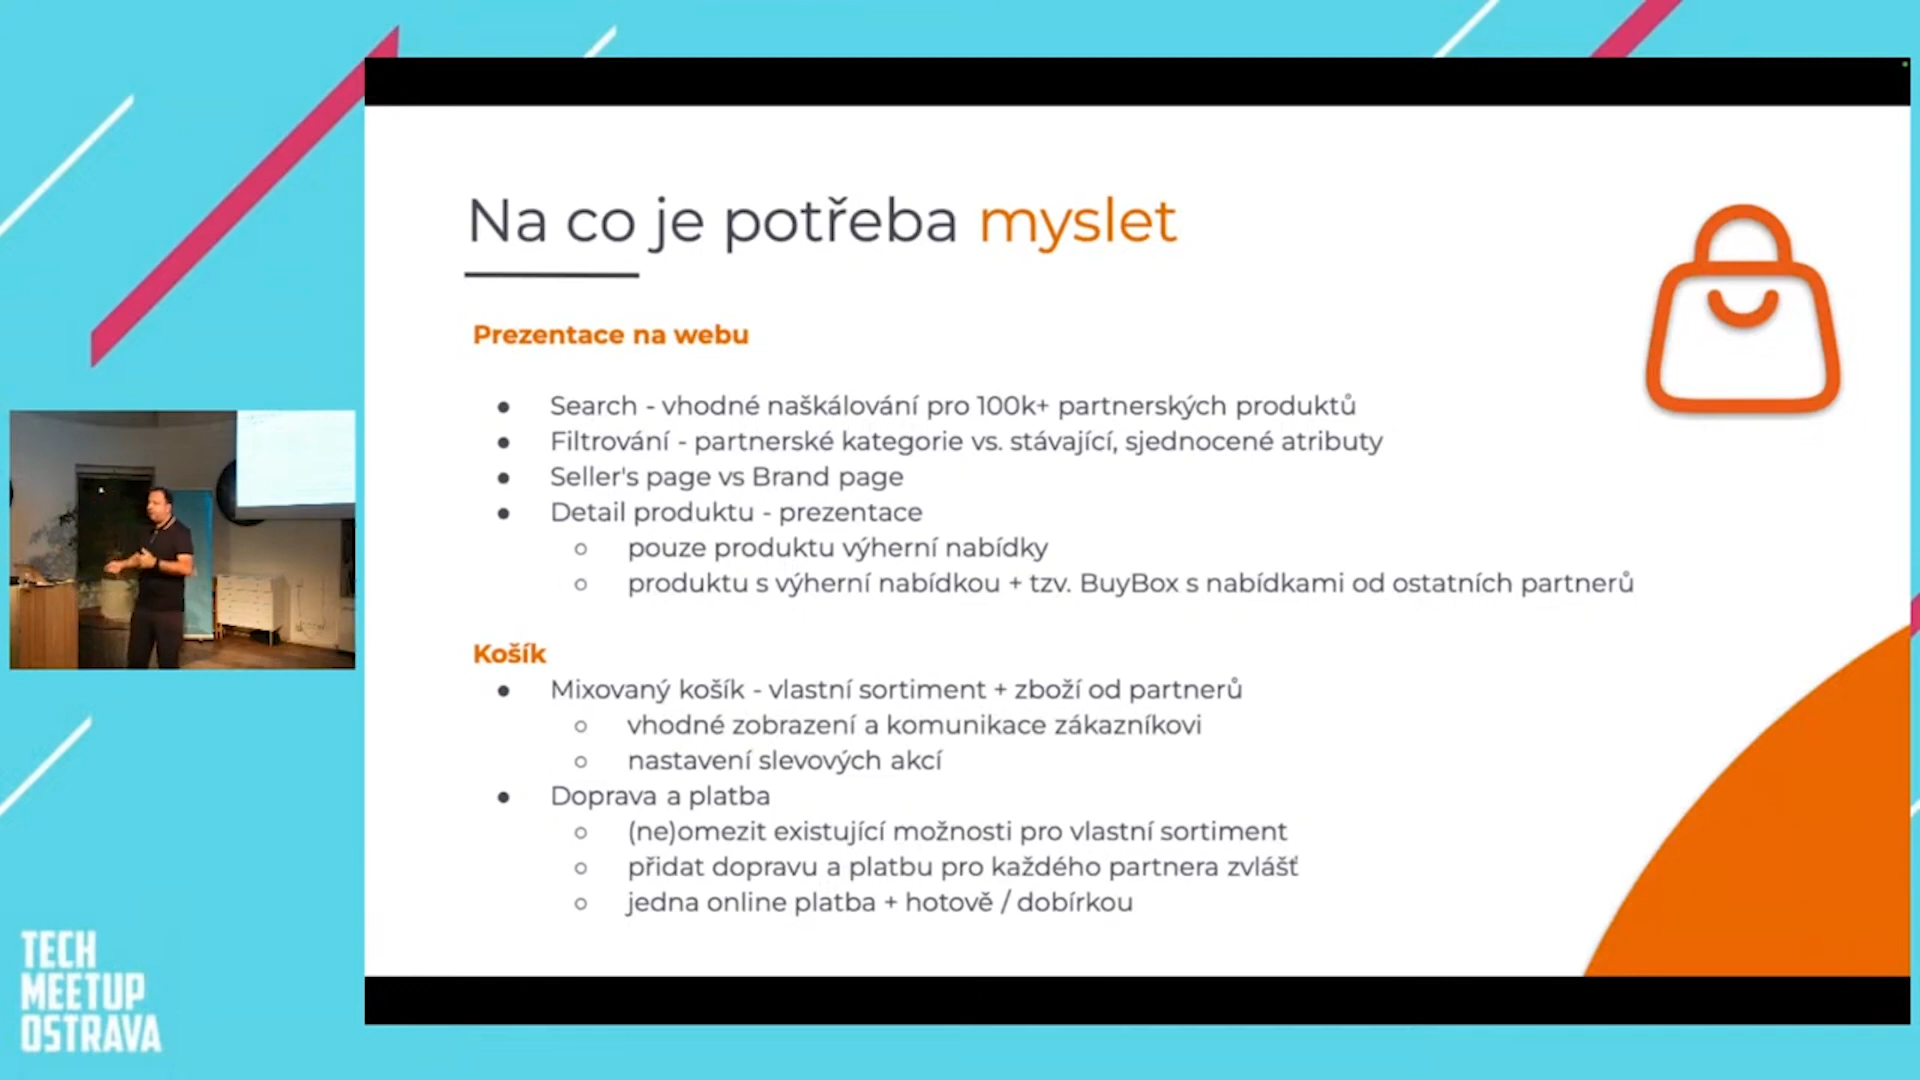 Na co je potřeba myslet
Prezentace na webu
● Search - vhodné naškálování pro 100k+ partnerských produktů
● Filtrování - partnerské kategorie vs. stávající, sjednocené atributy
● Seller's page vs Brand page
● Detail produktu - prezentace
○ pouze produktu výherní nabídky
○ produktu s výherní nabídkou + tzv. BuyBox s nabídkami od ostatních partnerů
Košík
● Mixovaný košík - vlastní sortiment + zboží od partnerů
○ vhodné zobrazení a komunikace zákazníkovi
○ nastavení slevových akcí
● Doprava a platba
○ (ne)omezit existující možnosti pro vlastní sortiment
○ přidat dopravu a platbu pro každého partnera zvlášť
○ jedna online platba + hotově / dobírkou
TECH
MEETUP
OSTRAVA